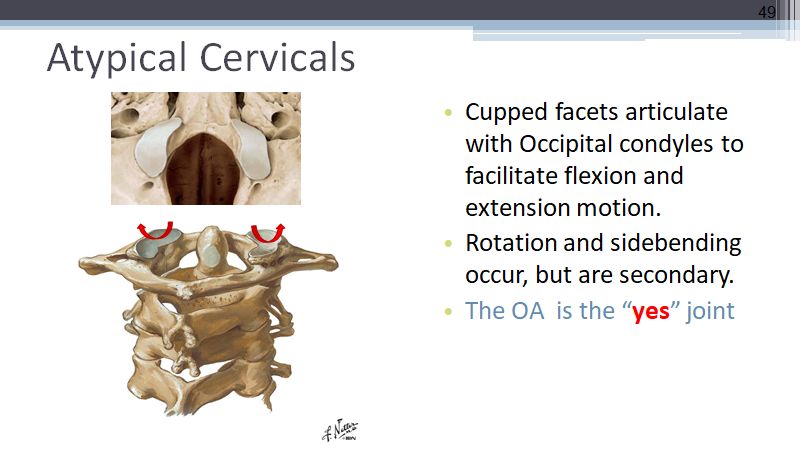 49
Atypical Cervicals
• Cupped facets articulate
with Occipital condyles to
facilitate flexion and
extension motion.
• Rotation and sidebending
occur, but are secondary.
• The OA is the “yes” joint
F. Netter